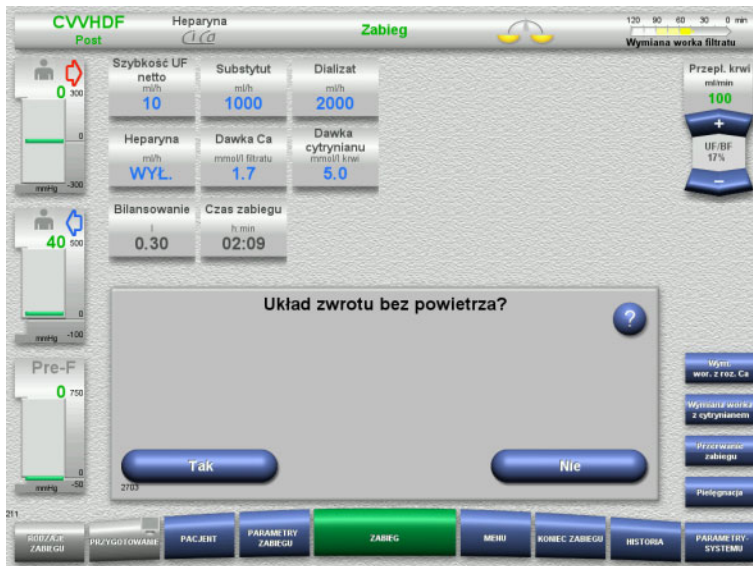 CVVHDF
Post
Heparyna
Ci Ca
Zabieg
120 90 60 30 0 min
Wymiana worka filtratu
0
300
0
-300
mmHg
40
500
0
-100
mmHg
Pre-F
0
750
0
-50
mmHg
Szybkość UF
netto
ml/h
10
Substytut
ml/h
1000
Dializat
ml/h
2000
Heparyna
ml/h
WYŁ.
Dawka Ca
mmol/l filtratu
1.7
Dawka
cytrynianu
mmol/l krwi
5.0
Bilansowanie
l
0.30
Czas zabiegu
h:min
02:09
Przepł. krwi
ml/min
100
+
UF/BF
17%
–
Układ zwrotu bez powietrza?
?
Tak
Nie
2703
Wym.
wor. z roz. Ca
Wymiana worka
z cytrynianem
Przerwanie
zabiegu
Pielęgnacja
211
RODZAJE
ZABIEGU
PRZYGOTOWANIE
PACJENT
PARAMETRY
ZABIEGU
ZABIEG
MENU
KONIEC ZABIEGU
HISTORIA
PARAMETRY-
SYSTEMU